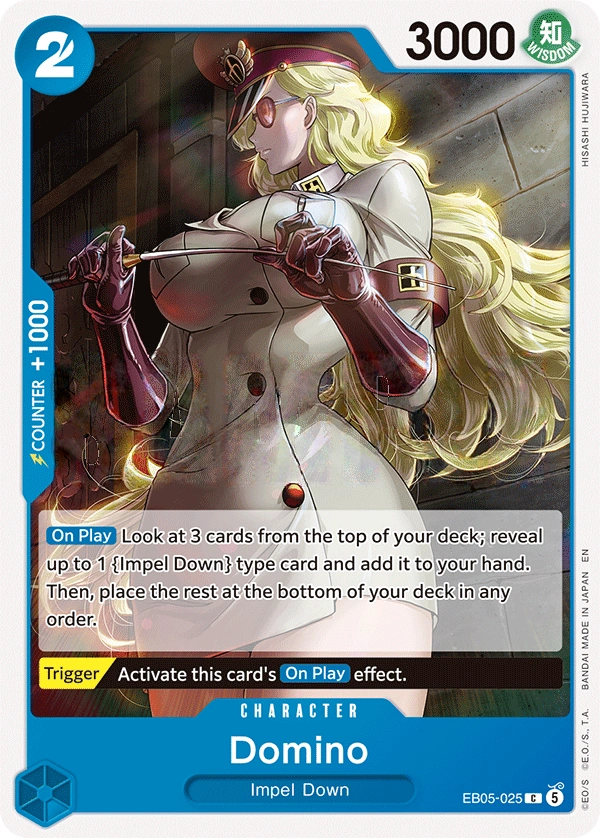 2
3000
知
WISDOM
HISASHI HUJIWARA
COUNTER +1000
On Play Look at 3 cards from the top of your deck; reveal
up to 1 {Impel Down} type card and add it to your hand.
Then, place the rest at the bottom of your deck in any
order.
Trigger Activate this card's On Play effect.
CHARACTER
Domino
Impel Down
EB05-025 C 5
©EO/S ©E.O./S., T.A. BANDAI MADE IN JAPAN EN